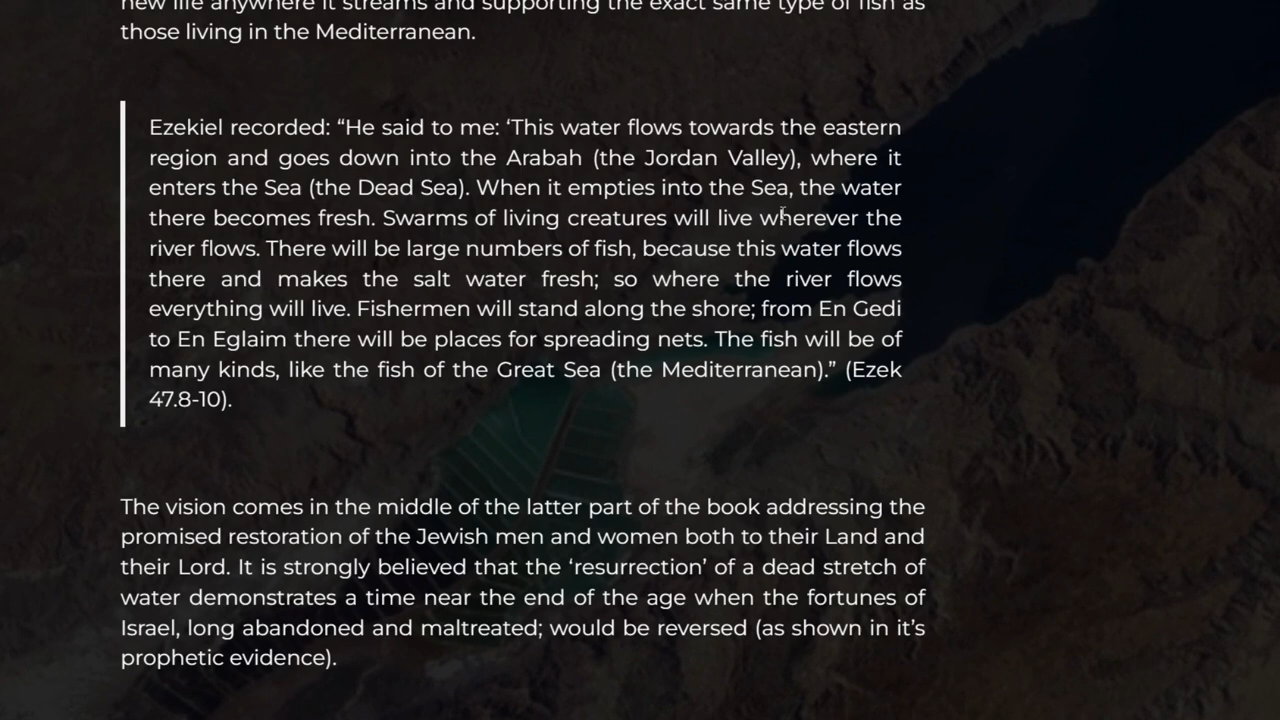 new life anywhere it streams and supporting the exact same type of fish as
those living in the Mediterranean.
Ezekiel recorded: “He said to me: ‘This water flows towards the eastern
region and goes down into the Arabah (the Jordan Valley), where it
enters the Sea (the Dead Sea). When it empties into the Sea, the water
there becomes fresh. Swarms of living creatures will live wherever the
river flows. There will be large numbers of fish, because this water flows
there and makes the salt water fresh; so where the river flows
everything will live. Fishermen will stand along the shore; from En Gedi
to En Eglaim there will be places for spreading nets. The fish will be of
many kinds, like the fish of the Great Sea (the Mediterranean).” (Ezek
47.8-10).
The vision comes in the middle of the latter part of the book addressing the
promised restoration of the Jewish men and women both to their Land and
their Lord. It is strongly believed that the ‘resurrection’ of a dead stretch of
water demonstrates a time near the end of the age when the fortunes of
Israel, long abandoned and maltreated; would be reversed (as shown in it’s
prophetic evidence).